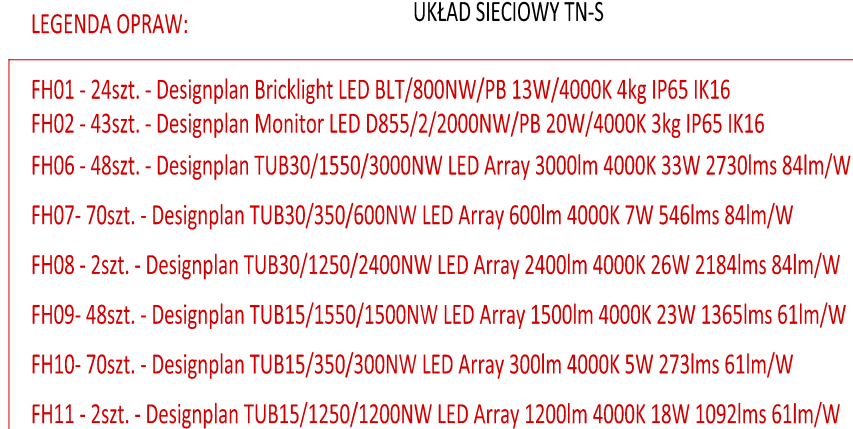 UKŁAD SIECIOWY TN-S
LEGENDA OPRAW:
FH01 - 24szt. - Designplan Bricklight LED BLT/800NW/PB 13W/4000K 4kg IP65 IK16
FH02 - 43szt. - Designplan Monitor LED D855/2/2000NW/PB 20W/4000K 3kg IP65 IK16
FH06 - 48szt. - Designplan TUB30/1550/3000NW LED Array 3000lm 4000K 33W 2730lms 84lm/W
FH07- 70szt. - Designplan TUB30/350/600NW LED Array 600lm 4000K 7W 546lms 84lm/W
FH08 - 2szt. - Designplan TUB30/1250/2400NW LED Array 2400lm 4000K 26W 2184lms 84lm/W
FH09- 48szt. - Designplan TUB15/1550/1500NW LED Array 1500lm 4000K 23W 1365lms 61lm/W
FH10- 70szt. - Designplan TUB15/350/300NW LED Array 300lm 4000K 5W 273lms 61lm/W
FH11 - 2szt. - Designplan TUB15/1250/1200NW LED Array 1200lm 4000K 18W 1092lms 61lm/W